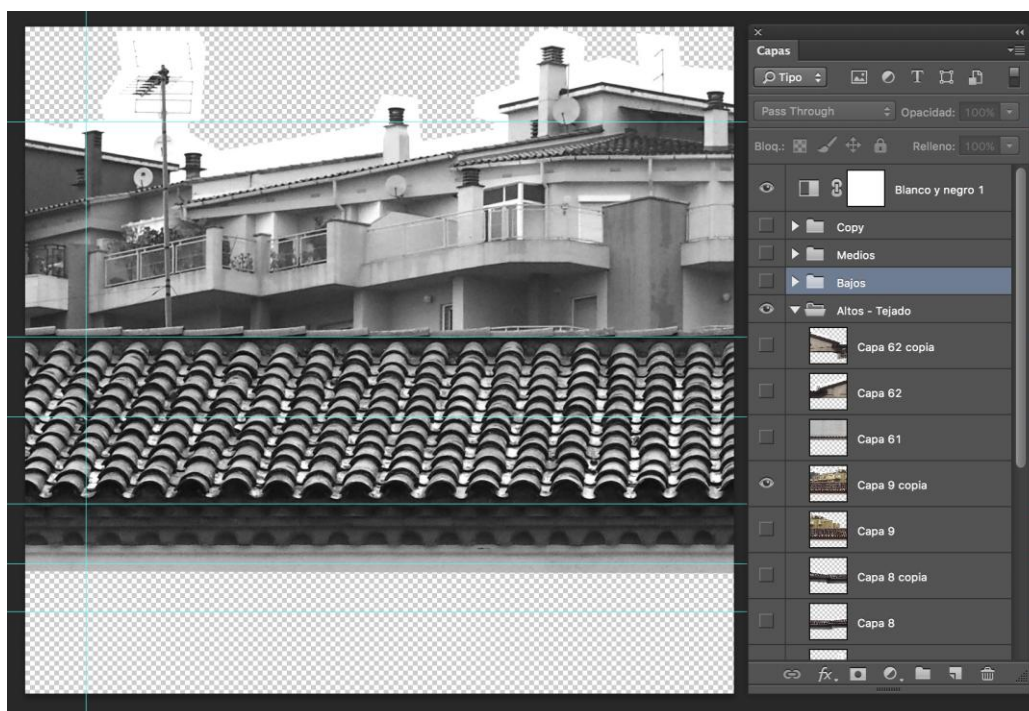 Capas
Tipo
Pass Through Opacidad: 100%
Bloq.: Relleno: 100%
Blanco y negro 1
Copy
Medios
Bajos
Altos - Tejado
Capa 62 copia
Capa 62
Capa 61
Capa 9 copia
Capa 9
Capa 8 copia
Capa 8
fx